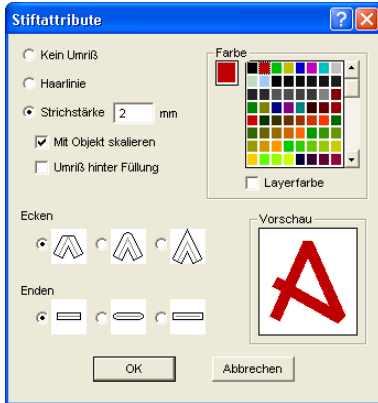 Stiftattribute
Kein Umriß
Haarlinie
Strichstärke 2 mm
Mit Objekt skalieren
Umriß hinter Füllung
Farbe
Layerfarbe
Ecken
Enden
Vorschau
OK
Abbrechen